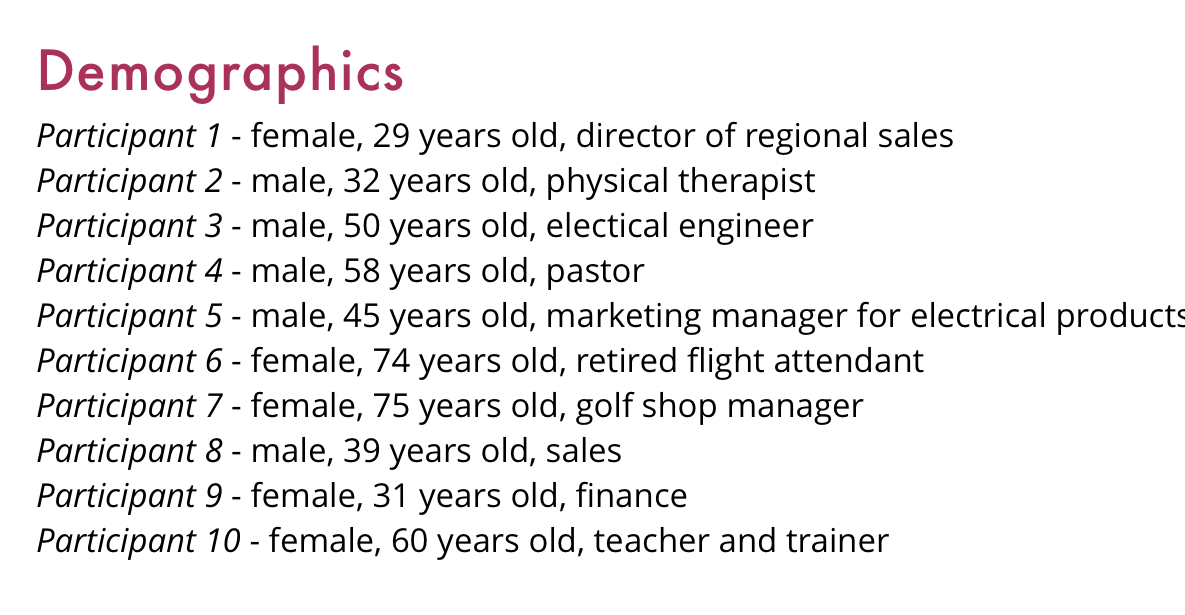 Demographics
Participant 1 - female, 29 years old, director of regional sales
Participant 2 - male, 32 years old, physical therapist
Participant 3 - male, 50 years old, electical engineer
Participant 4 - male, 58 years old, pastor
Participant 5 - male, 45 years old, marketing manager for electrical products
Participant 6 - female, 74 years old, retired flight attendant
Participant 7 - female, 75 years old, golf shop manager
Participant 8 - male, 39 years old, sales
Participant 9 - female, 31 years old, finance
Participant 10 - female, 60 years old, teacher and trainer